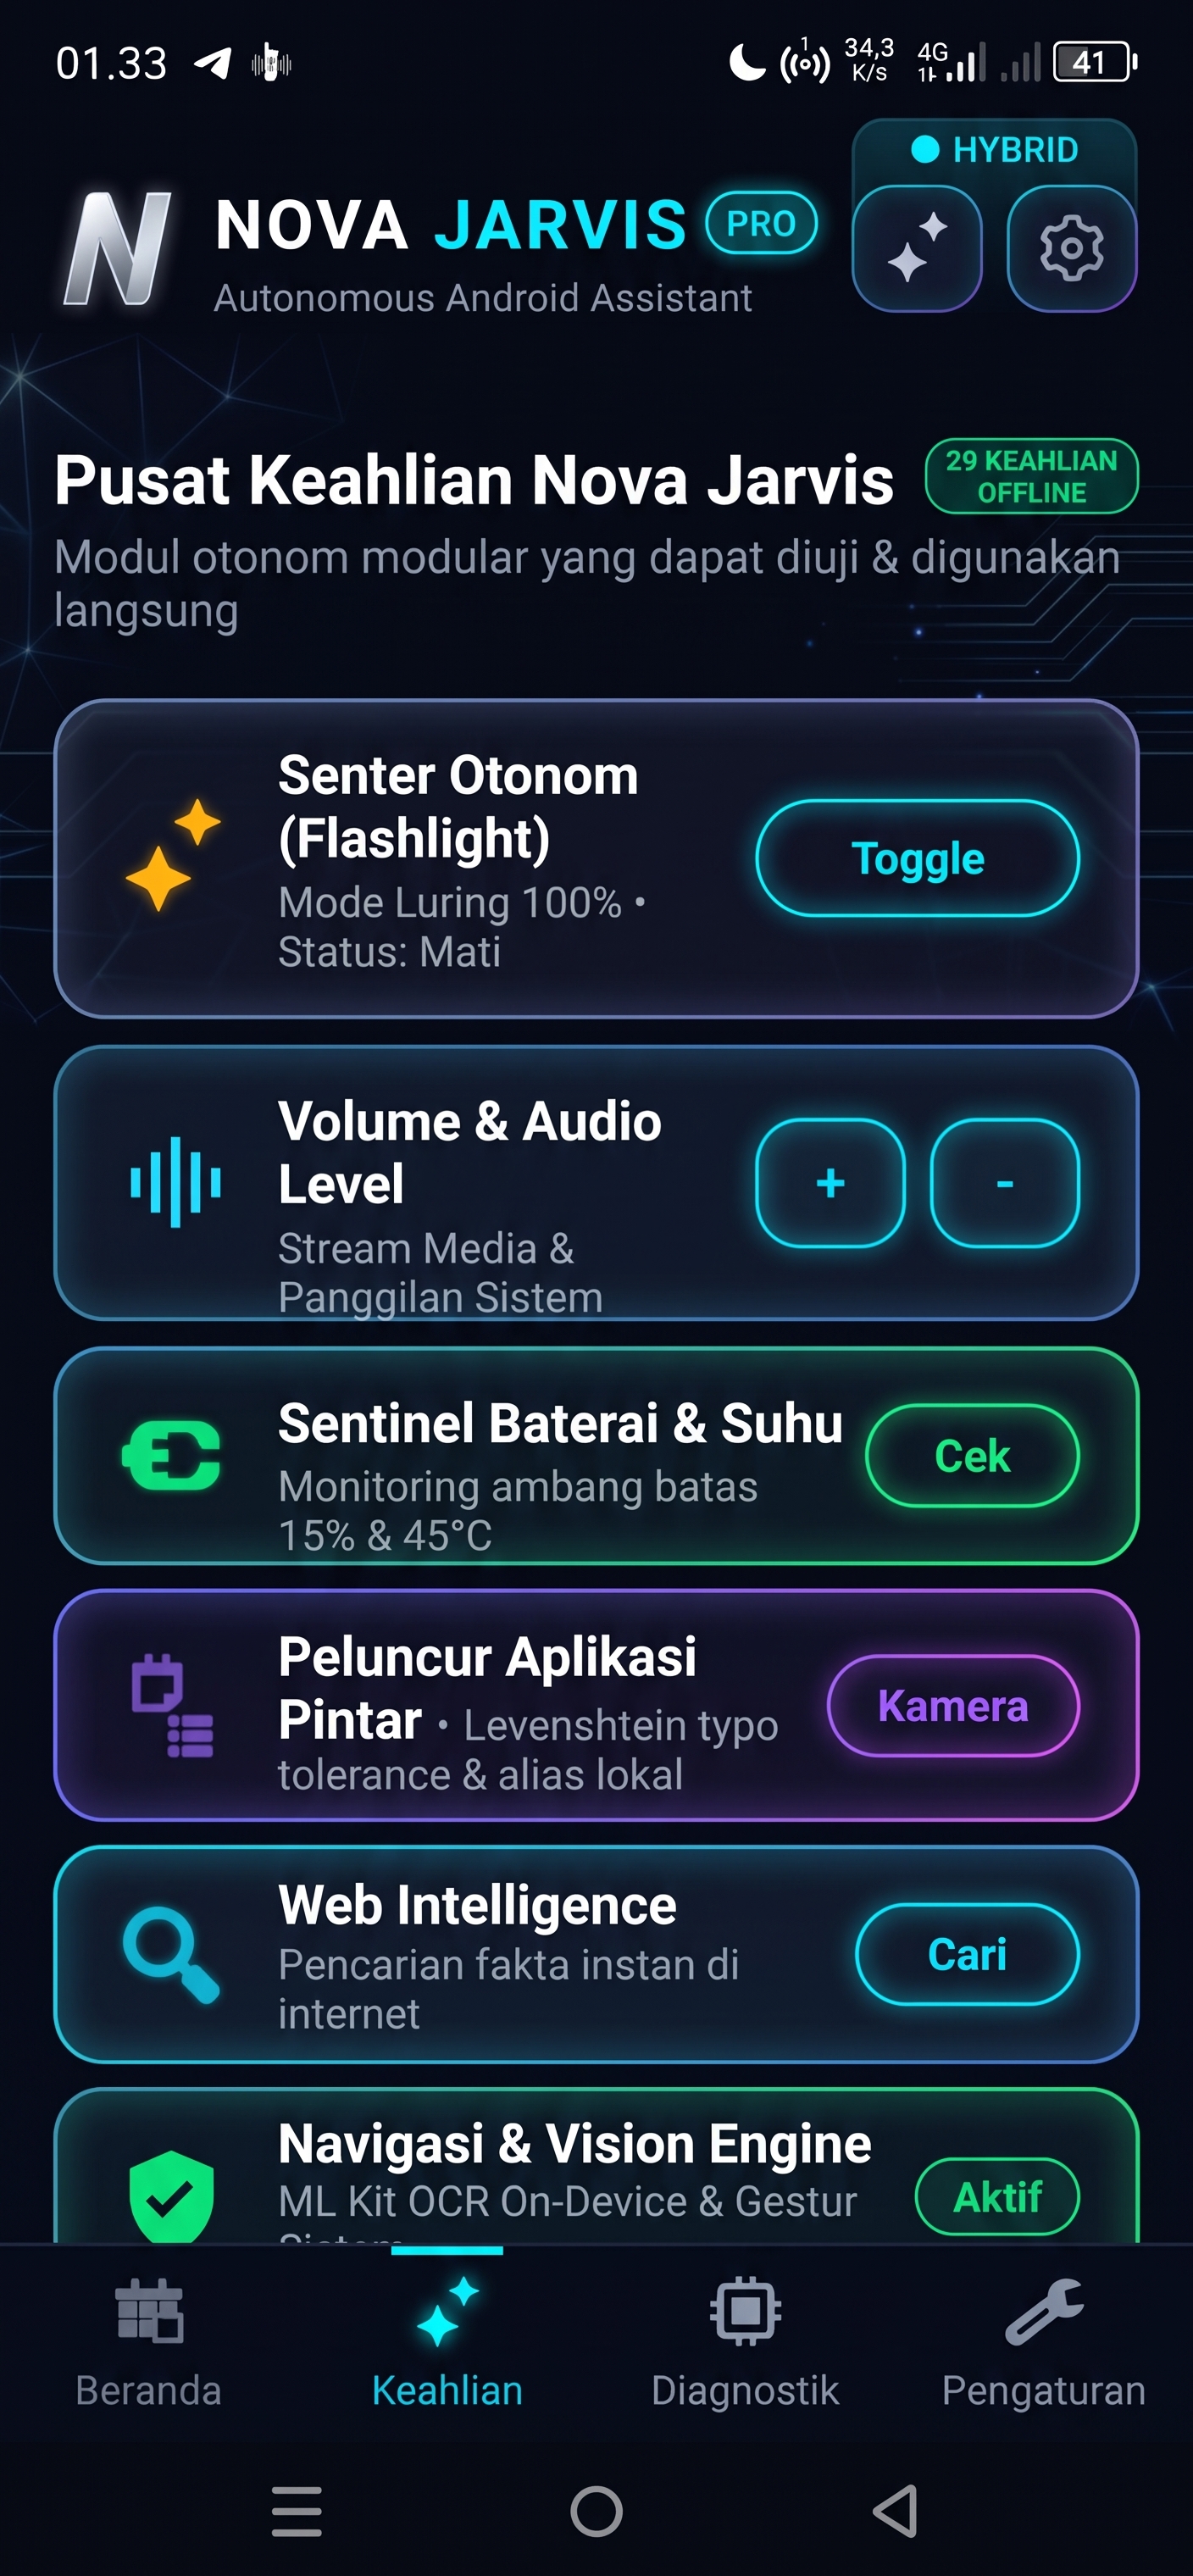 01.33
1
34,3
K/s
4G
41
HYBRID
NOVA JARVIS PRO
Autonomous Android Assistant
Pusat Keahlian Nova Jarvis
29 KEAHLIAN
OFFLINE
Modul otonom modular yang dapat diuji & digunakan
langsung
Senter Otonom
(Flashlight)
Mode Luring 100% •
Status: Mati
Toggle
Volume & Audio
Level
Stream Media &
Panggilan Sistem
+
-
Sentinel Baterai & Suhu
Monitoring ambang batas
15% & 45°C
Cek
Peluncur Aplikasi
Pintar • Levenshtein typo
tolerance & alias lokal
Kamera
Web Intelligence
Pencarian fakta instan di
internet
Cari
Navigasi & Vision Engine
ML Kit OCR On-Device & Gestur
Aktif
Beranda
Keahlian
Diagnostik
Pengaturan